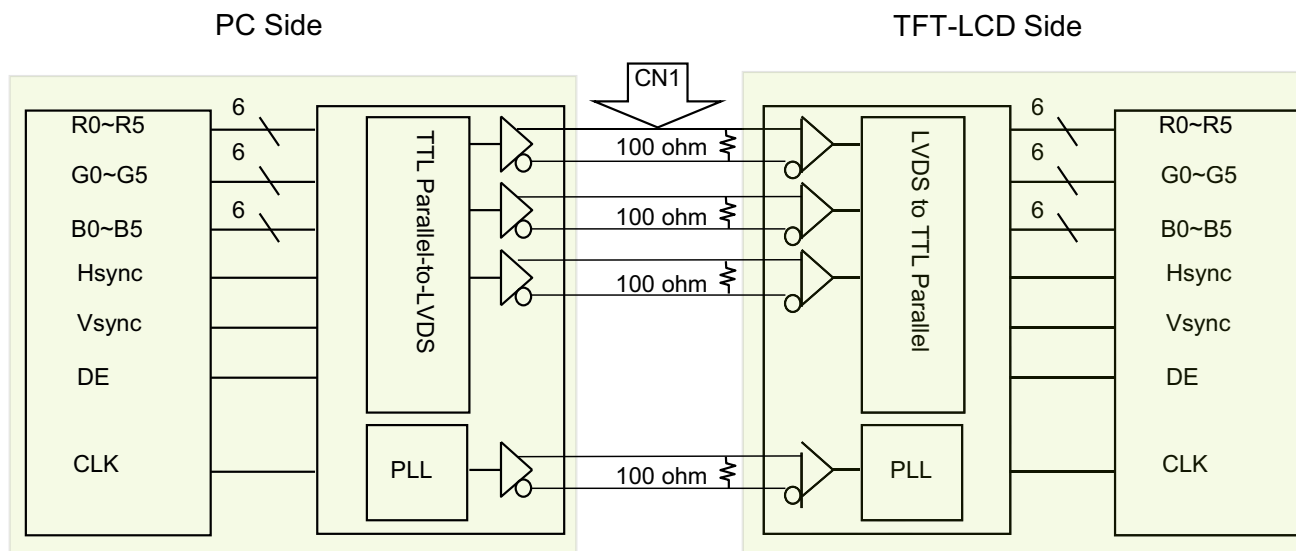 PC Side
TFT-LCD Side
CN1
6
R0~R5
6
G0~G5
6
B0~B5
Hsync
Vsync
DE
CLK
TTL Parallel-to-LVDS
PLL
100 ohm
100 ohm
100 ohm
100 ohm
LVDS to TTL Parallel
PLL
6
R0~R5
6
G0~G5
6
B0~B5
Hsync
Vsync
DE
CLK